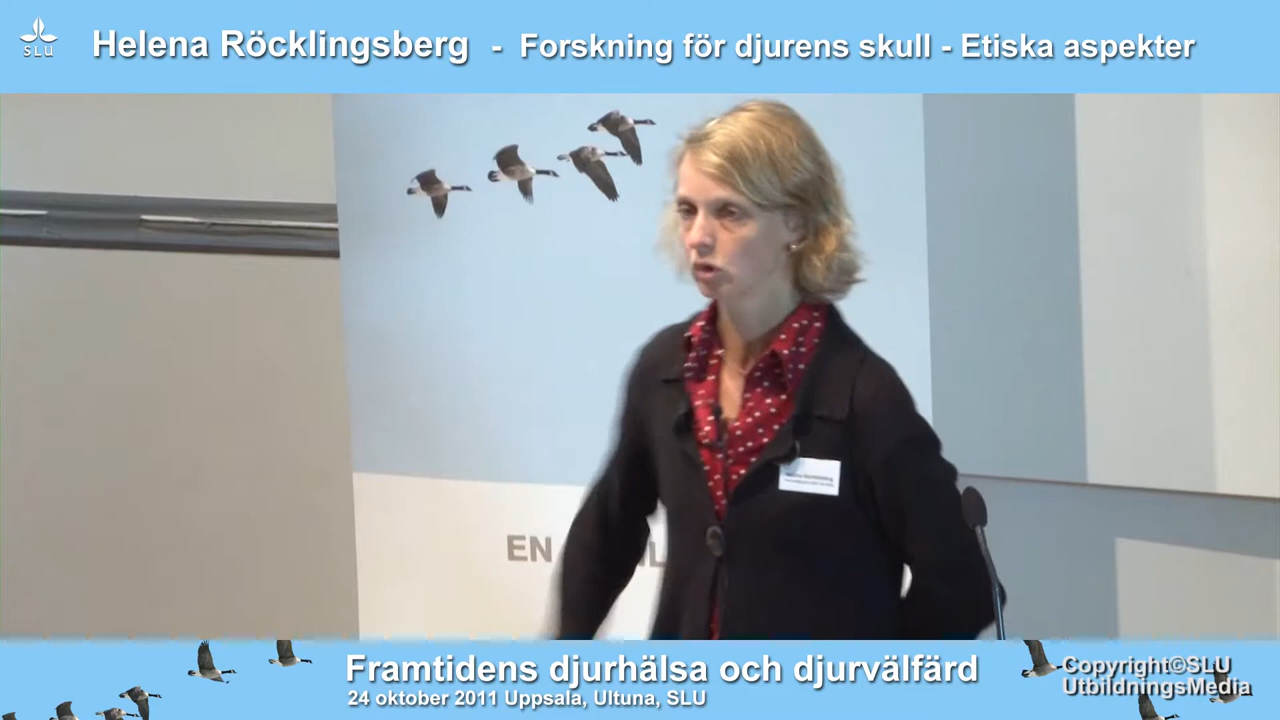 SLU
Helena Röcklingsberg - Forskning för djurens skull - Etiska aspekter
EN
Framtidens djurhälsa och djurvälfärd
24 oktober 2011 Uppsala, Ultuna, SLU
Copyright©SLU
UtbildningsMedia